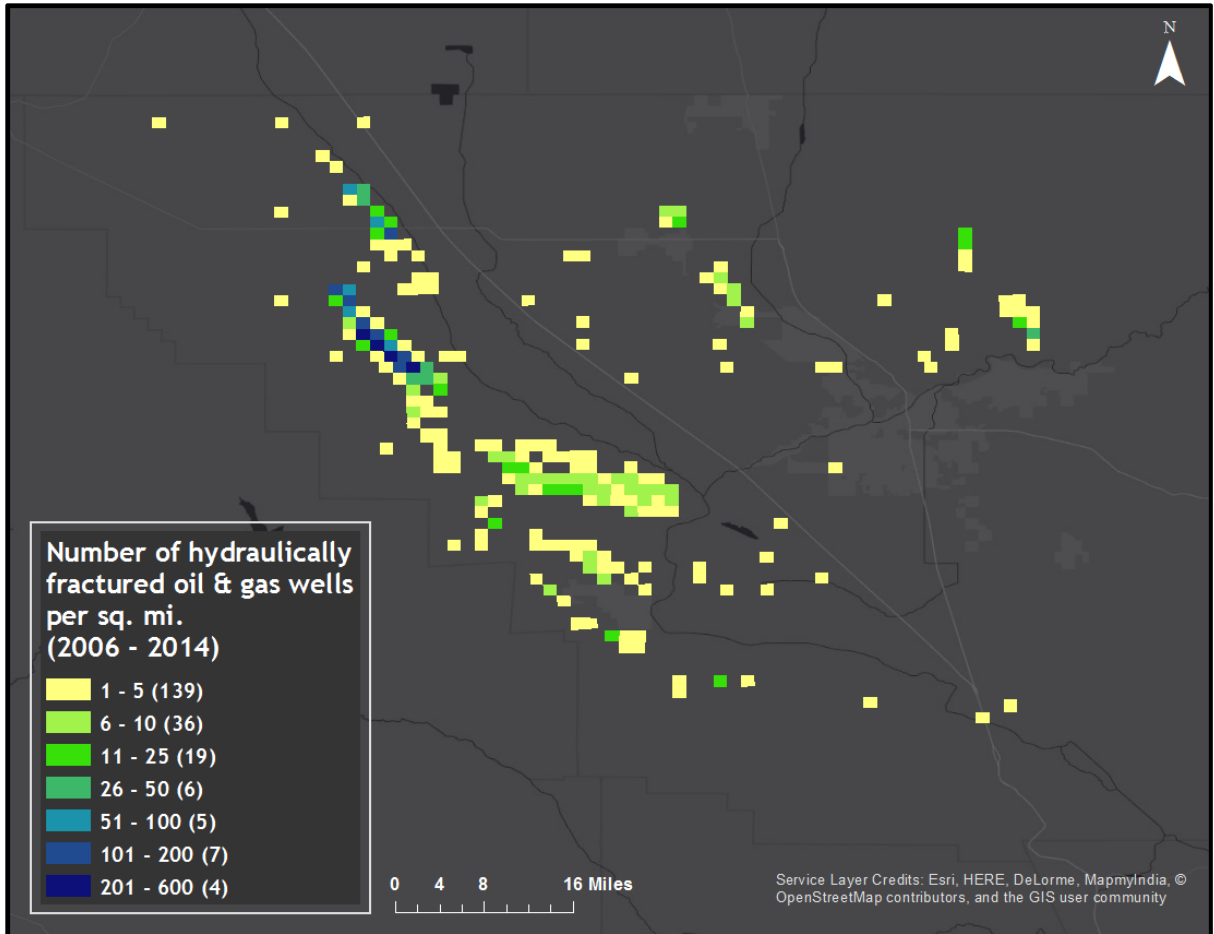 N
Number of hydraulically
fractured oil & gas wells
per sq. mi.
(2006 - 2014)
1 - 5 (139)
6 - 10 (36)
11 - 25 (19)
26 - 50 (6)
51 - 100 (5)
101 - 200 (7)
201 - 600 (4)
0 4 8 16 Miles
Service Layer Credits: Esri, HERE, DeLorme, MapmyIndia, ©
OpenStreetMap contributors, and the GIS user community